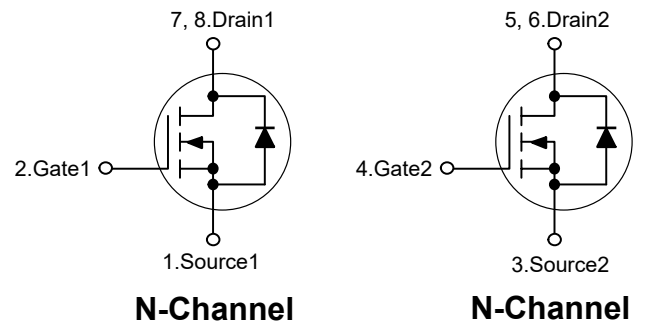 7, 8.Drain1
5, 6.Drain2
2.Gate1
4.Gate2
1.Source1
3.Source2
N-Channel
N-Channel